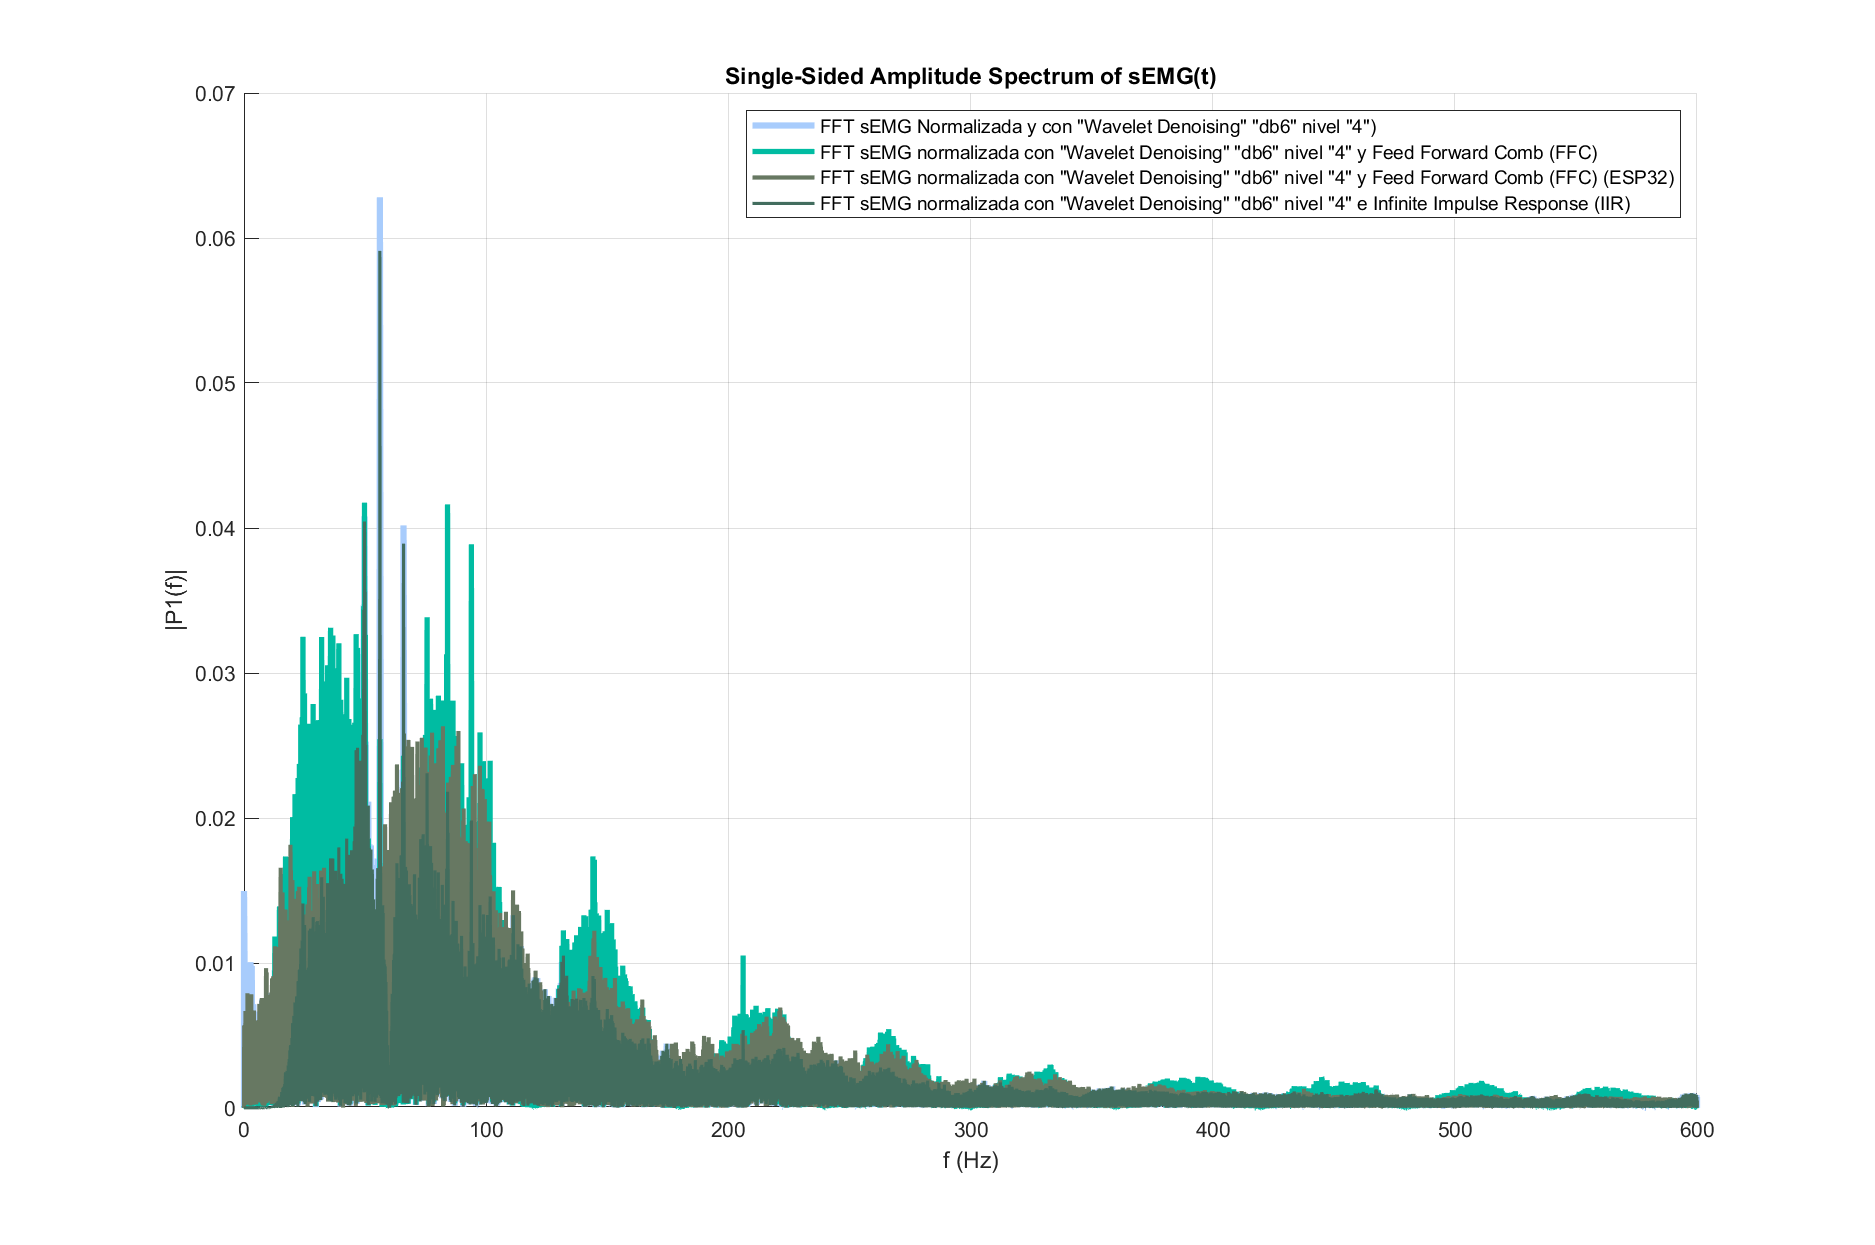 Single-Sided Amplitude Spectrum of sEMG(t)
0.07
FFT sEMG Normalizada y con "Wavelet Denoising" "db6" nivel "4")
FFT sEMG normalizada con "Wavelet Denoising" "db6" nivel "4" y Feed Forward Comb (FFC)
FFT sEMG normalizada con "Wavelet Denoising" "db6" nivel "4" y Feed Forward Comb (FFC) (ESP32)
FFT sEMG normalizada con "Wavelet Denoising" "db6" nivel "4" e Infinite Impulse Response (IIR)
0.06
0.05
0.04
|P1(f)|
0.03
0.02
0.01
0
0 100 200 300 400 500 600
f (Hz)